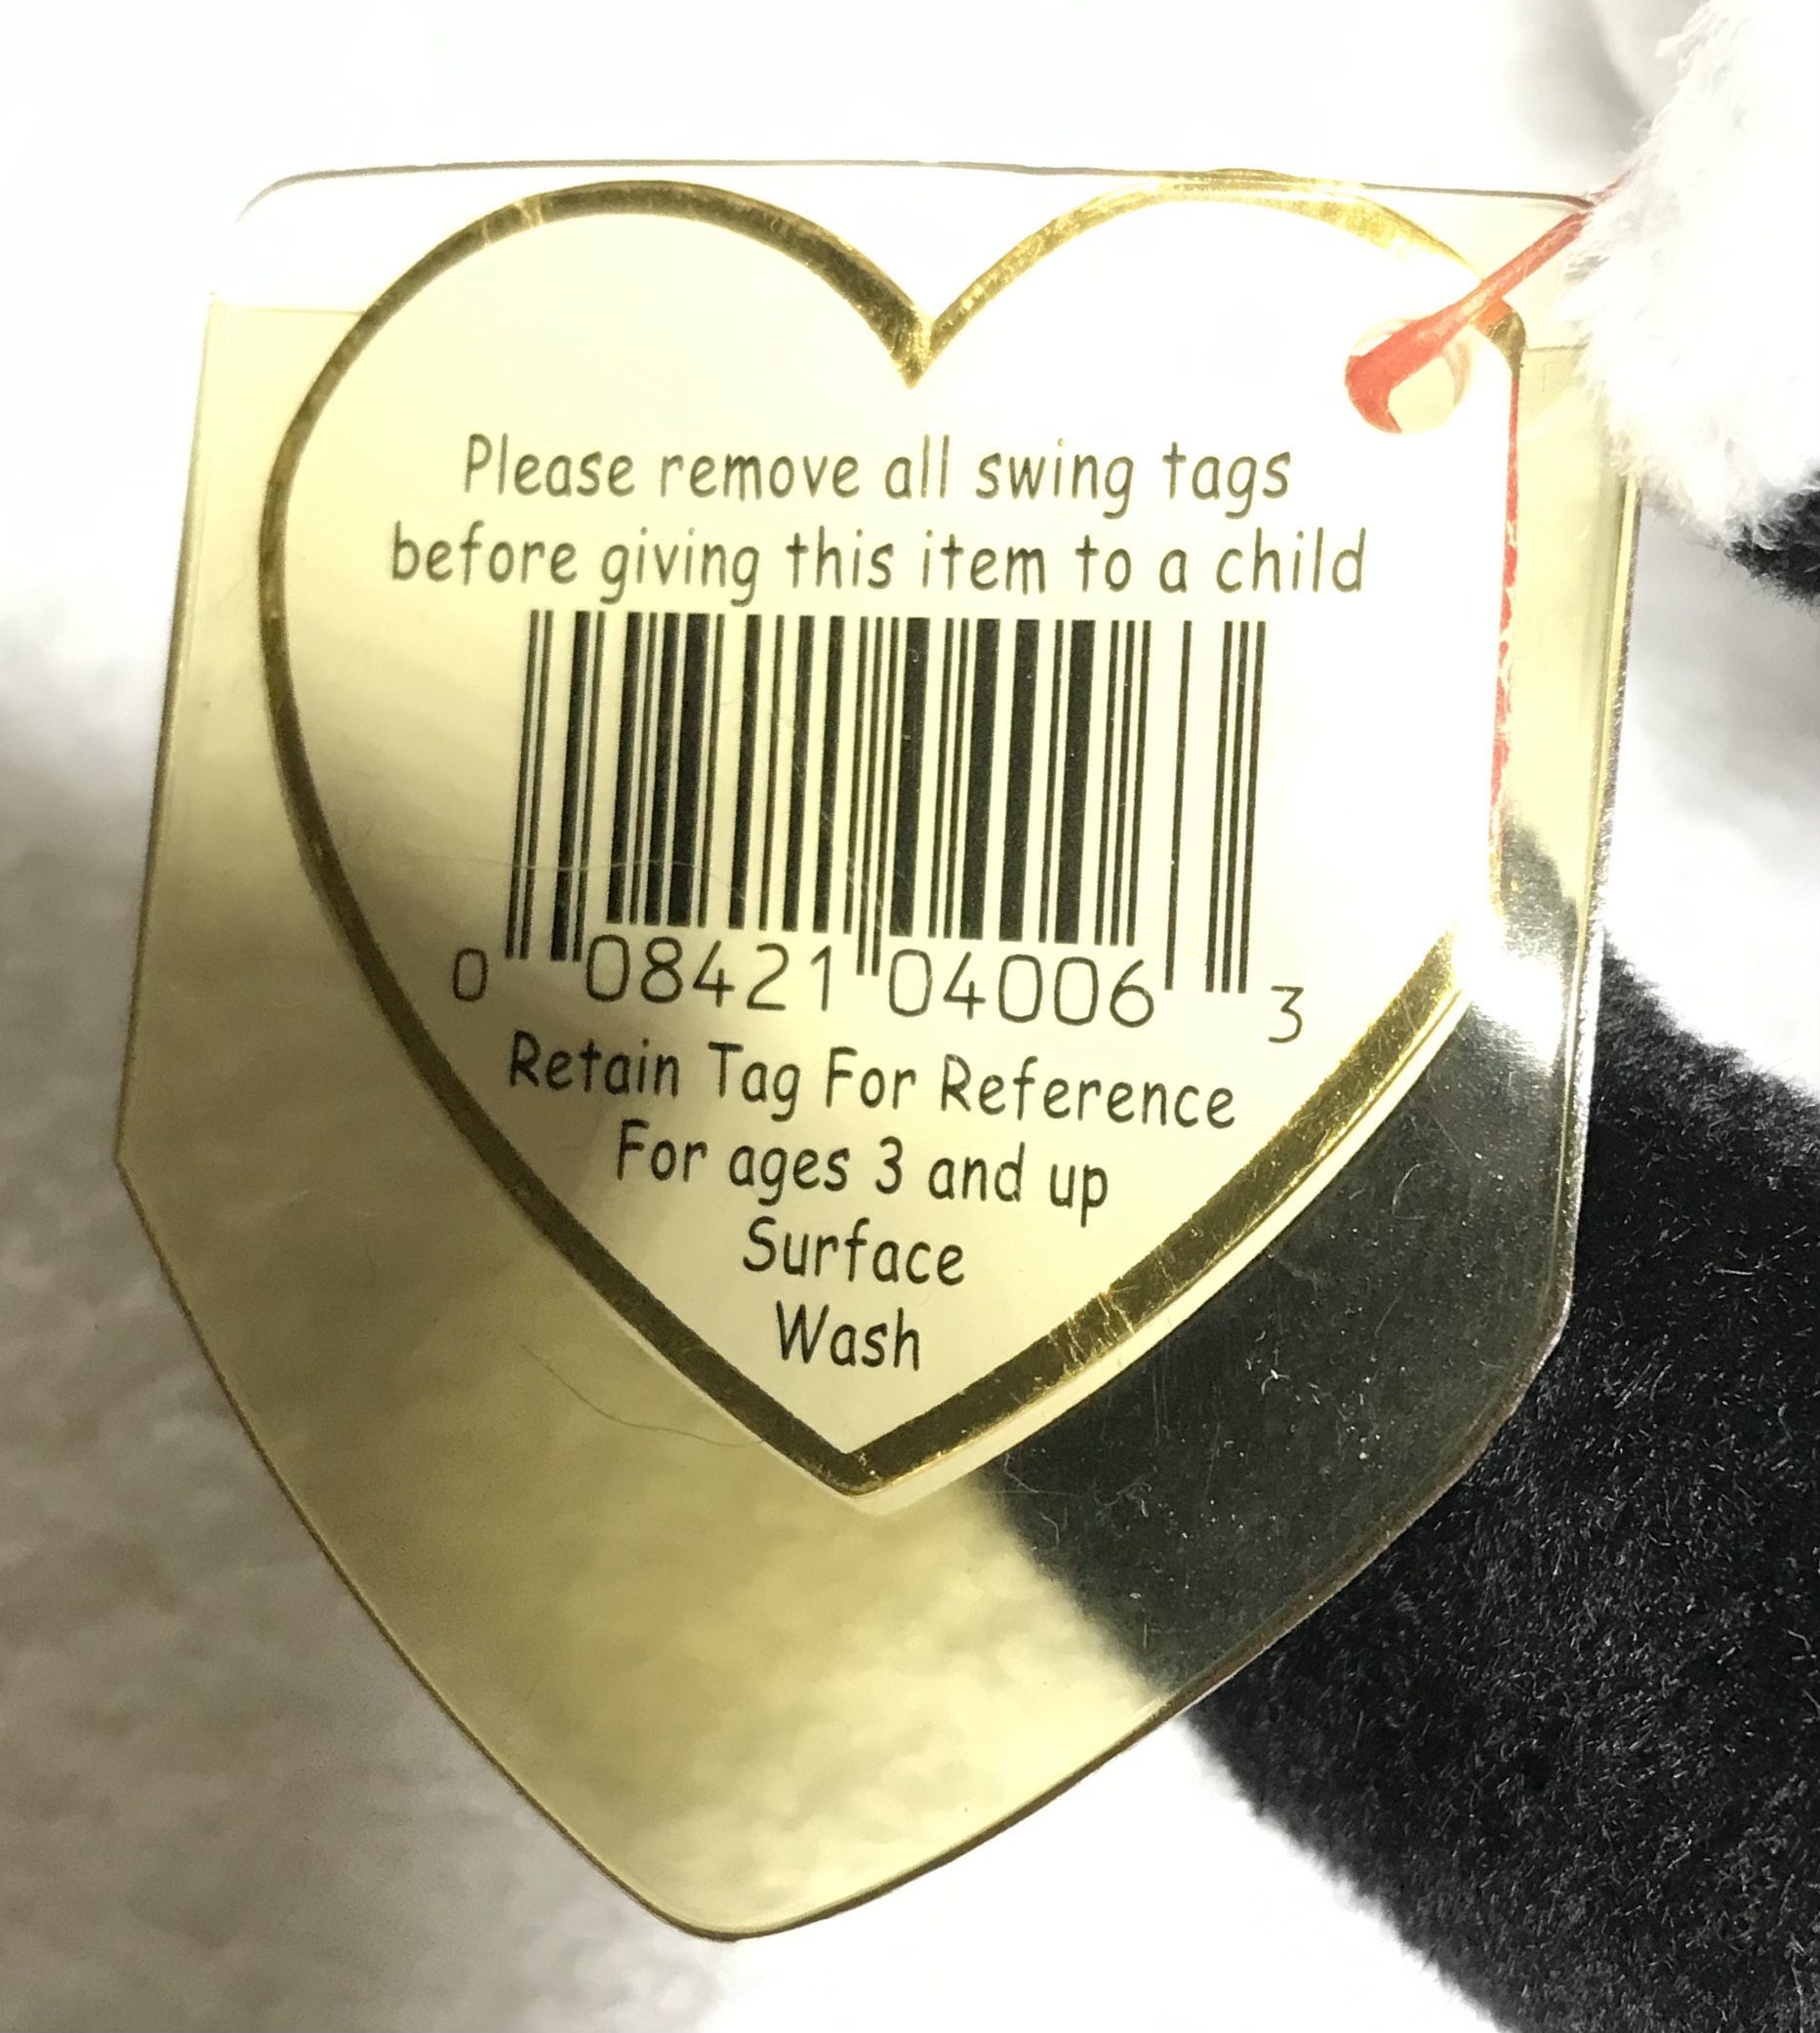 Please remove all swing tags
before giving this item to a child
0 08421 04006 3
Retain Tag For Reference
For ages 3 and up
Surface
Wash